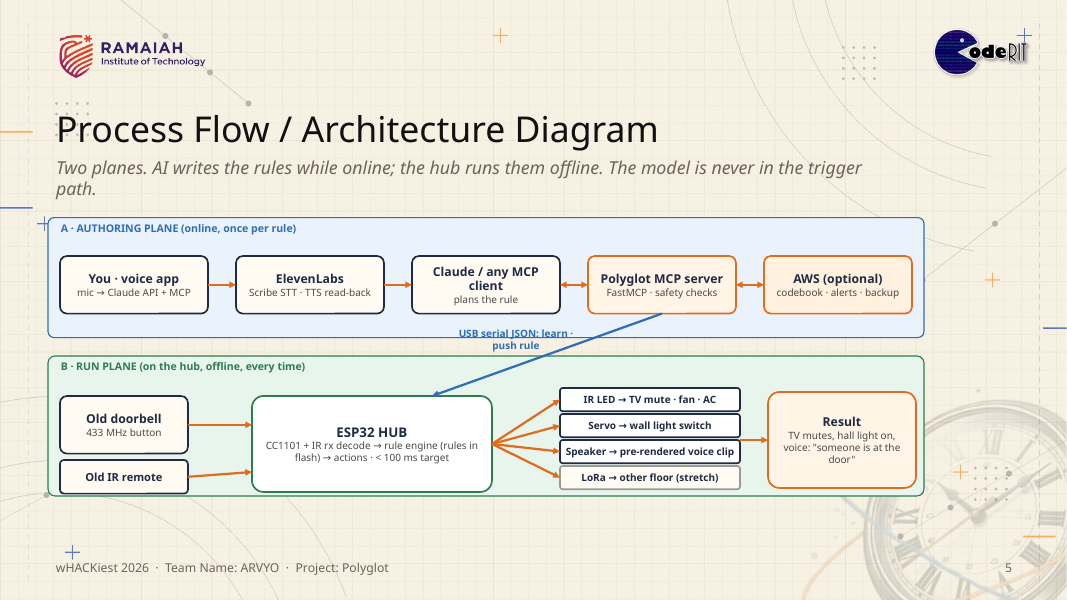 RAMAIAH
Institute of Technology
odeRIT
Process Flow / Architecture Diagram
Two planes. AI writes the rules while online; the hub runs them offline. The model is never in the trigger
path.
A · AUTHORING PLANE (online, once per rule)
You · voice app
mic → Claude API + MCP
ElevenLabs
Scribe STT · TTS read-back
Claude / any MCP
client
plans the rule
Polyglot MCP server
FastMCP · safety checks
AWS (optional)
codebook · alerts · backup
USB serial JSON: learn ·
push rule
B · RUN PLANE (on the hub, offline, every time)
Old doorbell
433 MHz button
Old IR remote
ESP32 HUB
CC1101 + IR rx decode → rule engine (rules in
flash) → actions · < 100 ms target
IR LED → TV mute · fan · AC
Servo → wall light switch
Speaker → pre-rendered voice clip
LoRa → other floor (stretch)
Result
TV mutes, hall light on,
voice: "someone is at the
door"
wHACKiest 2026 · Team Name: ARVYO · Project: Polyglot
5